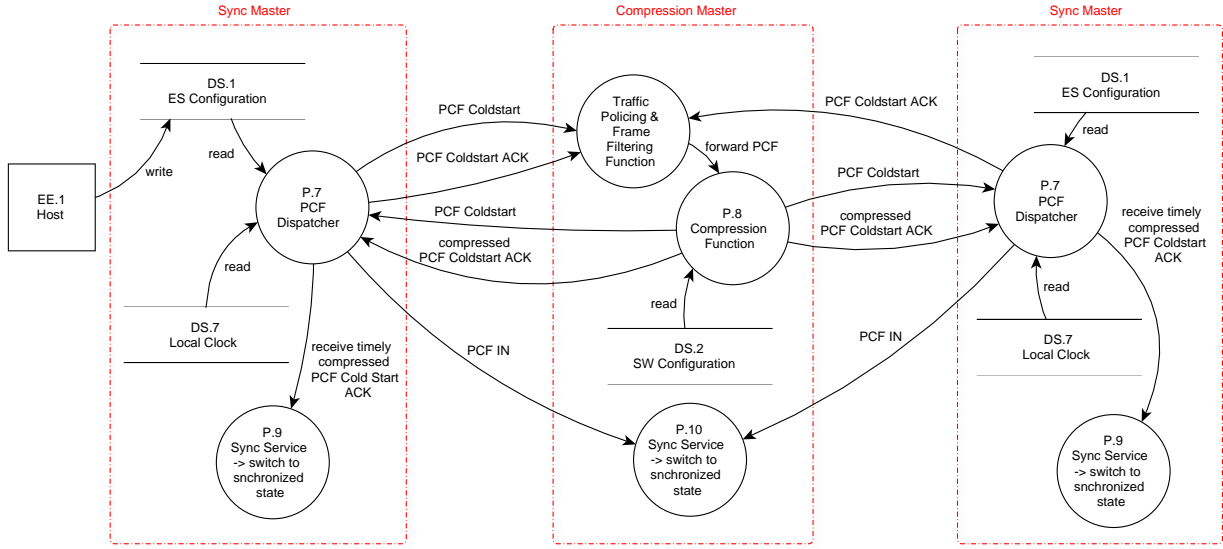 Sync Master
Compression Master
Sync Master
DS.1
ES Configuration
write
read
EE.1
Host
P.7
PCF
Dispatcher
read
DS.7
Local Clock
receive timely
compressed
PCF Cold Start
ACK
P.9
Sync Service
-> switch to
snchronized
state
PCF Coldstart
PCF Coldstart ACK
PCF Coldstart
compressed
PCF Coldstart ACK
PCF IN
Traffic
Policing &
Frame
Filtering
Function
forward PCF
P.8
Compression
Function
read
DS.2
SW Configuration
P.10
Sync Service
-> switch to
snchronized
state
PCF Coldstart ACK
PCF Coldstart
compressed
PCF Coldstart ACK
PCF IN
DS.1
ES Configuration
read
P.7
PCF
Dispatcher
read
DS.7
Local Clock
receive timely
compressed
PCF Coldstart
ACK
P.9
Sync Service
-> switch to
snchronized
state